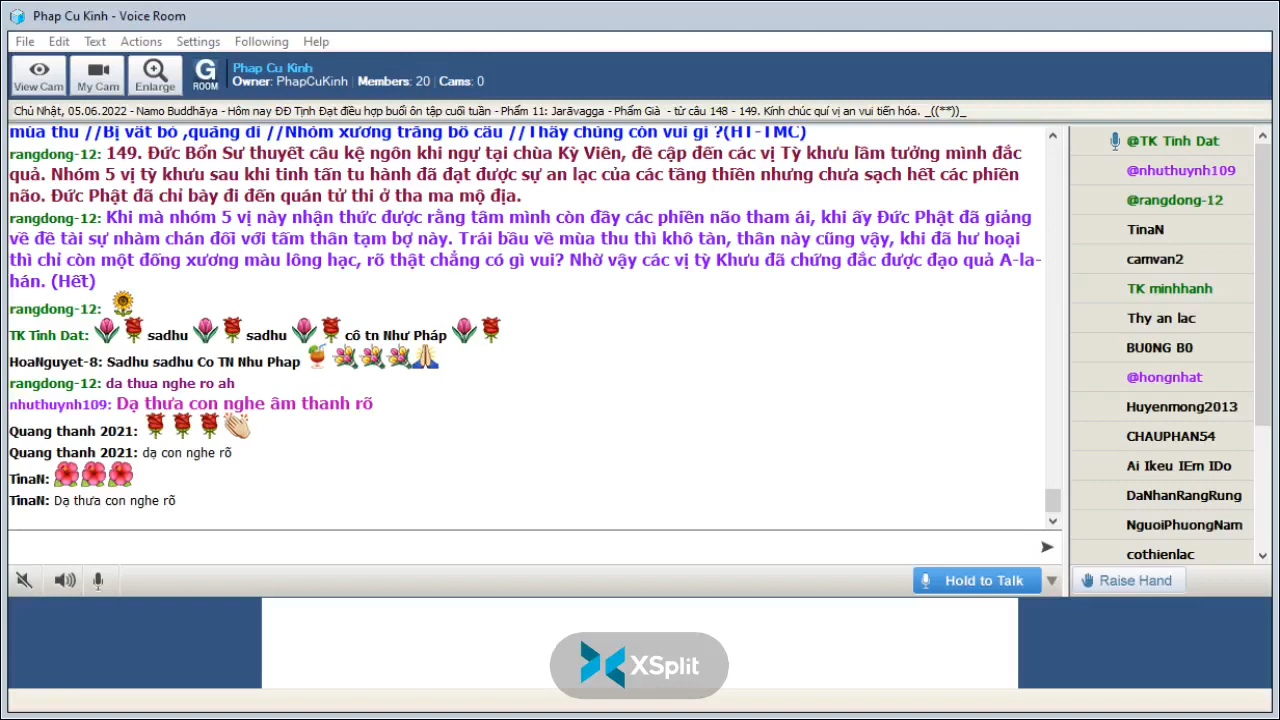 Phap Cu Kinh - Voice Room
File Edit Text Actions Settings Following Help
View Cam My Cam Enlarge G ROOM
Phap Cu Kinh
Owner: PhapCuKinh | Members: 20 | Cams: 0
Chủ Nhật, 05.06.2022 - Namo Buddhāya - Hôm nay ĐĐ Tịnh Đạt điều hợp buổi ôn tập cuối tuần - Phẩm 11: Jarāvagga - Phẩm Già - từ câu 148 - 149. Kính chúc quí vị an vui tiến hóa. _((**))_
mùa thu //Bị vất bỏ ,quăng đi //Nhóm xương trắng bồ câu //Thấy chúng còn vui gì ?(HT-TMC)
rangdong-12: 149. Đức Bổn Sư thuyết câu kệ ngôn khi ngự tại chùa Kỳ Viên, đề cập đến các vị Tỳ khưu lầm tưởng mình đắc
quả. Nhóm 5 vị tỳ khưu sau khi tinh tấn tu hành đã đạt được sự an lạc của các tầng thiền nhưng chưa sạch hết các phiền
não. Đức Phật đã chỉ bày đi đến quán tử thi ở tha ma mộ địa.
rangdong-12: Khi mà nhóm 5 vị này nhận thức được rằng tâm mình còn đầy các phiền não tham ái, khi ấy Đức Phật đã giảng
về đề tài sự nhàm chán đối với tấm thân tạm bợ này. Trái bầu về mùa thu thì khô tàn, thân này cũng vậy, khi đã hư hoại
thì chỉ còn một đống xương màu lông hạc, rõ thật chẳng có gì vui? Nhờ vậy các vị tỳ Khưu đã chứng đắc được đạo quả A-la-
hán. (Hết)
rangdong-12:
TK Tinh Dat: sadhu sadhu cô tn Như Pháp
HoaNguyet-8: Sadhu sadhu Co TN Nhu Phap
rangdong-12: da thua nghe ro ah
nhuthuynh109: Dạ thưa con nghe âm thanh rõ
Quang thanh 2021:
Quang thanh 2021: dạ con nghe rõ
TinaN:
TinaN: Dạ thưa con nghe rõ
@TK Tinh Dat
@nhuthuynh109
@rangdong-12
TinaN
camvan2
TK minhhanh
Thy an lac
BU0NG B0
@hongnhat
Huyenmong2013
CHAUPHAN54
Ai Ikeu IEm IDo
DaNhanRangRung
NguoiPhuongNam
cothienlac
Hold to Talk
Raise Hand
XSplit